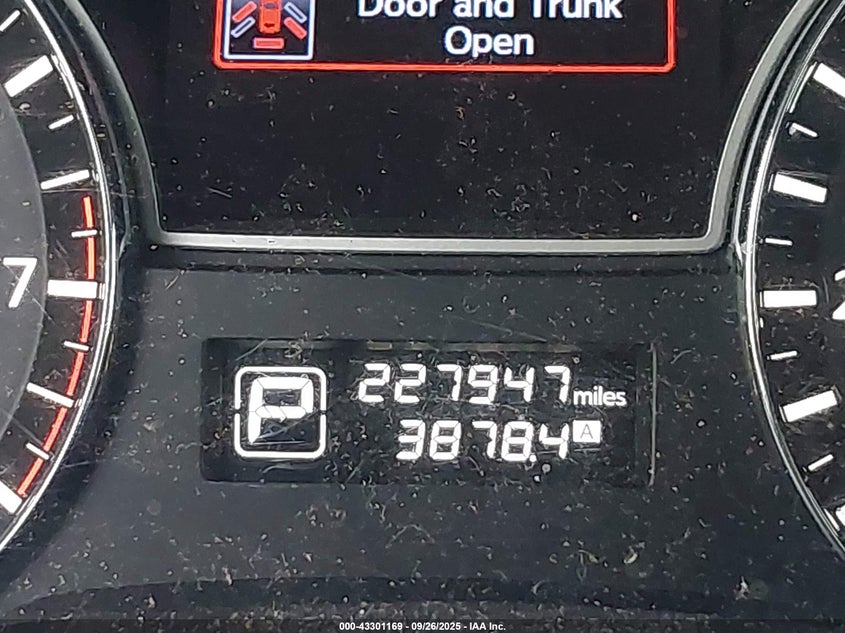 Door and Trunk
Open
7
P
227947 miles
3878.4 A
000-43301169 - 09/26/2025 - IAA Inc.